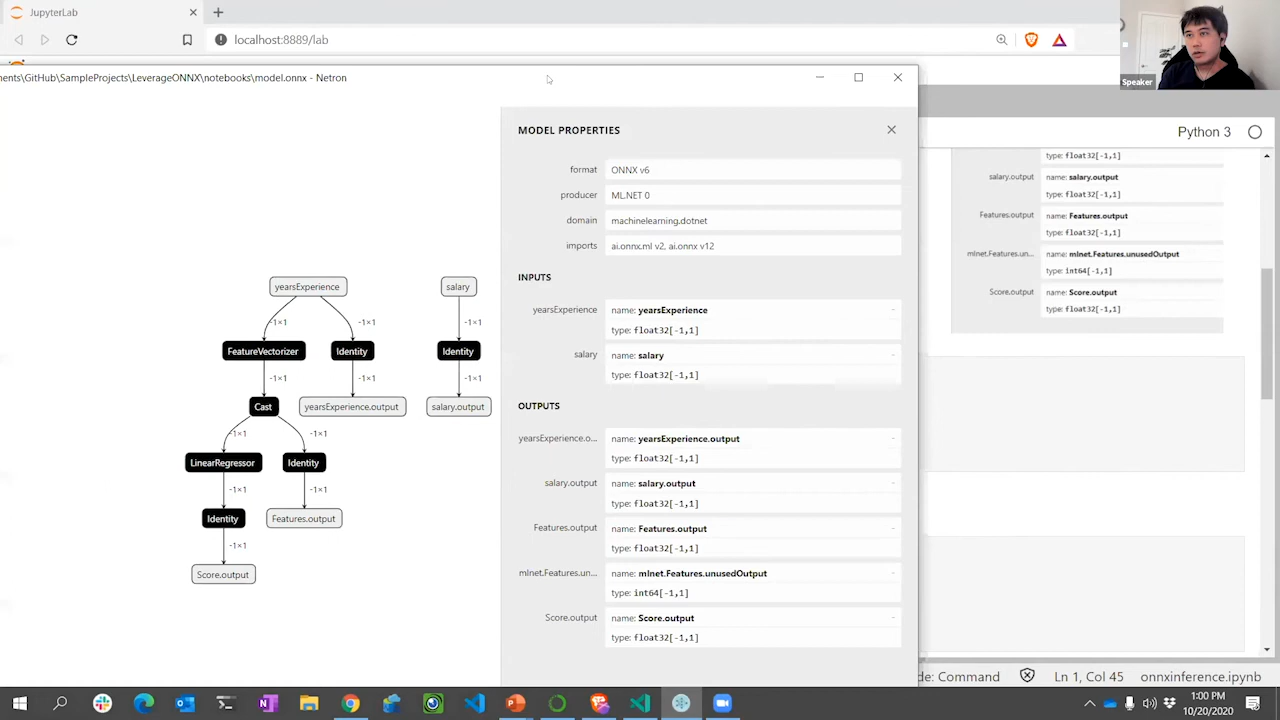 JupyterLab
localhost:8889/lab
Speaker
ments\GitHub\SampleProjects\LeverageONNX\notebooks\model.onnx - Netron
MODEL PROPERTIES
format ONNX v6
producer ML.NET 0
domain machinelearning.dotnet
imports ai.onnx.ml v2, ai.onnx v12
INPUTS
yearsExperience name: yearsExperience -
type: float32[-1,1]
salary name: salary -
type: float32[-1,1]
OUTPUTS
yearsExperience.o... name: yearsExperience.output -
type: float32[-1,1]
salary.output name: salary.output -
type: float32[-1,1]
Features.output name: Features.output -
type: float32[-1,1]
mlnet.Features.un... name: mlnet.Features.unusedOutput -
type: int64[-1,1]
Score.output name: Score.output -
type: float32[-1,1]
yearsExperience
salary
-1×1
-1×1
-1×1
FeatureVectorizer
Identity
Identity
-1×1
-1×1
-1×1
Cast
yearsExperience.output
salary.output
-1×1
-1×1
LinearRegressor
Identity
-1×1
-1×1
Identity
Features.output
-1×1
Score.output
Python 3
type: float32[-1,1]
salary.output name: salary.output
type: float32[-1,1]
Features.output name: Features.output
type: float32[-1,1]
mlnet.Features.un... name: mlnet.Features.unusedOutput
type: int64[-1,1]
Score.output name: Score.output
type: float32[-1,1]
de: Command
Ln 1, Col 45
onnxinference.ipynb
1:00 PM
10/20/2020